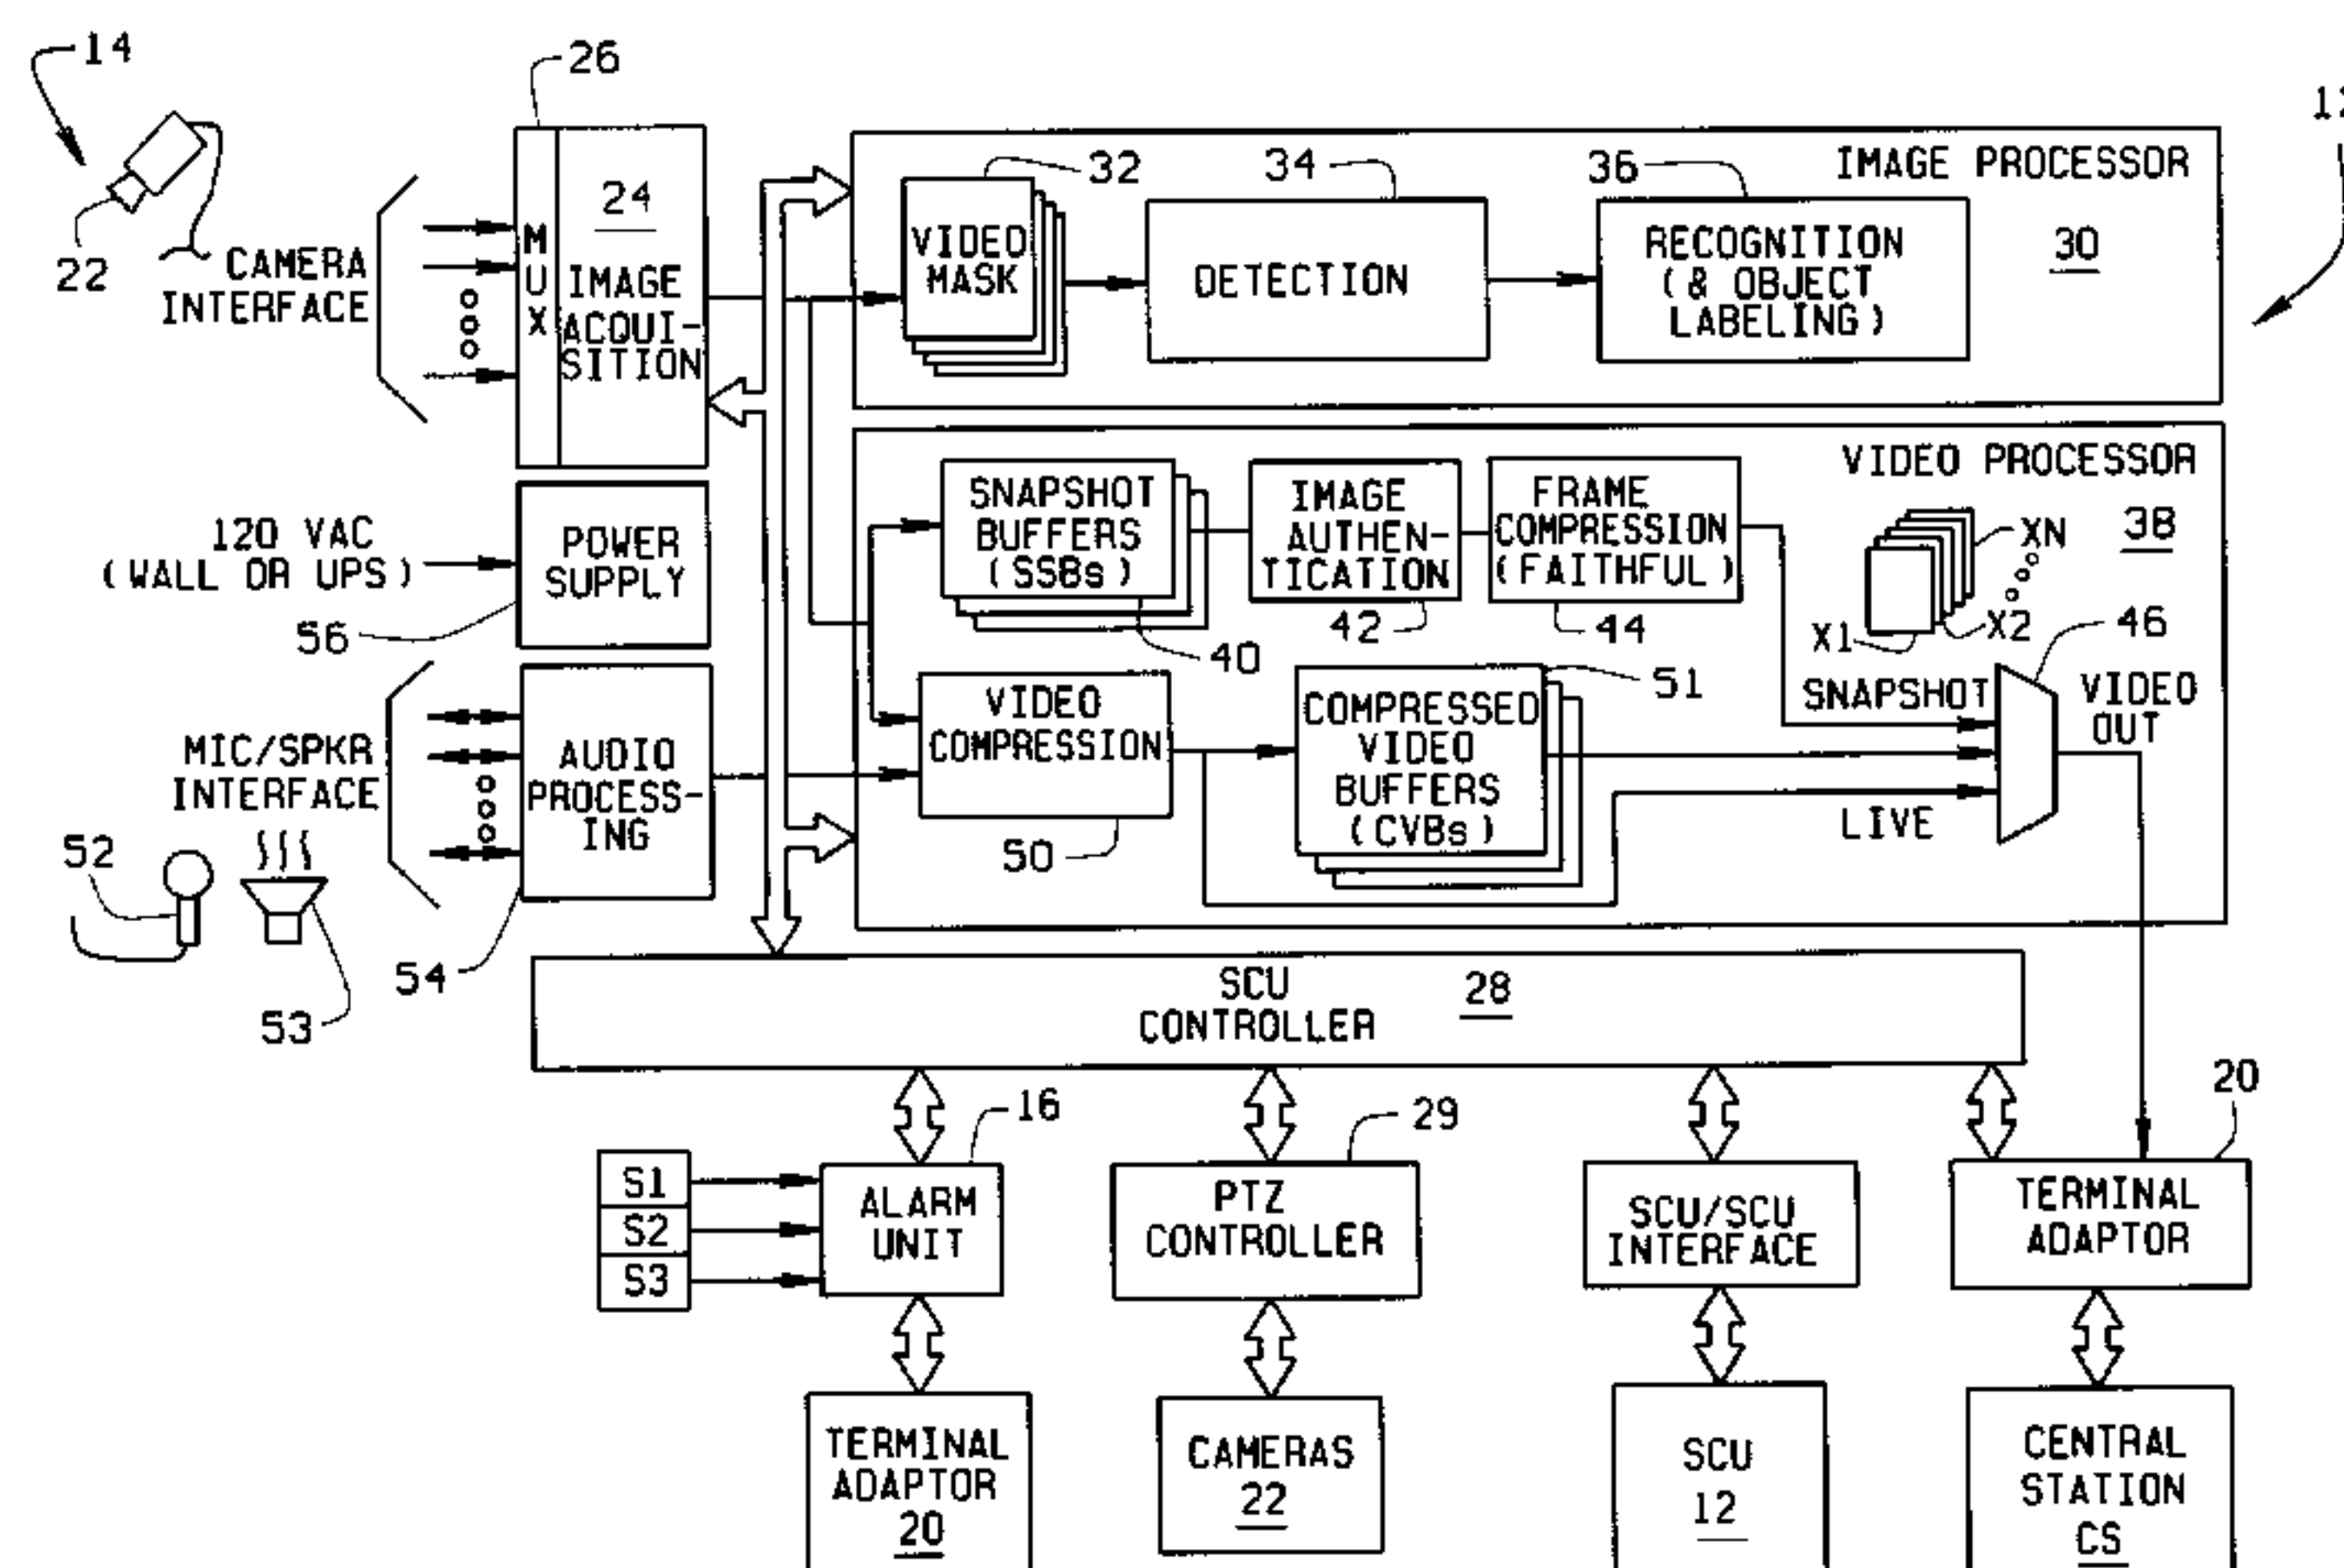 14
26
12
22
CAMERA
INTERFACE
MUX
24
IMAGE
ACQUI-
SITION
32
34
36
IMAGE PROCESSOR
30
VIDEO
MASK
DETECTION
RECOGNITION
(& OBJECT
LABELING)
VIDEO PROCESSOR
38
SNAPSHOT
BUFFERS
(SSBs)
IMAGE
AUTHEN-
TICATION
FRAME
COMPRESSION
(FAITHFUL)
XN
X2
X1
40
42
44
46
120 VAC
(WALL OR UPS)
POWER
SUPPLY
56
VIDEO
COMPRESSION
50
COMPRESSED
VIDEO
BUFFERS
(CVBs)
51
SNAPSHOT
VIDEO
OUT
LIVE
MIC/SPKR
INTERFACE
AUDIO
PROCESS-
ING
52
53
54
SCU
CONTROLLER
28
16
29
20
S1
S2
S3
ALARM
UNIT
PTZ
CONTROLLER
SCU/SCU
INTERFACE
TERMINAL
ADAPTOR
TERMINAL
ADAPTOR
20
CAMERAS
22
SCU
12
CENTRAL
STATION
CS